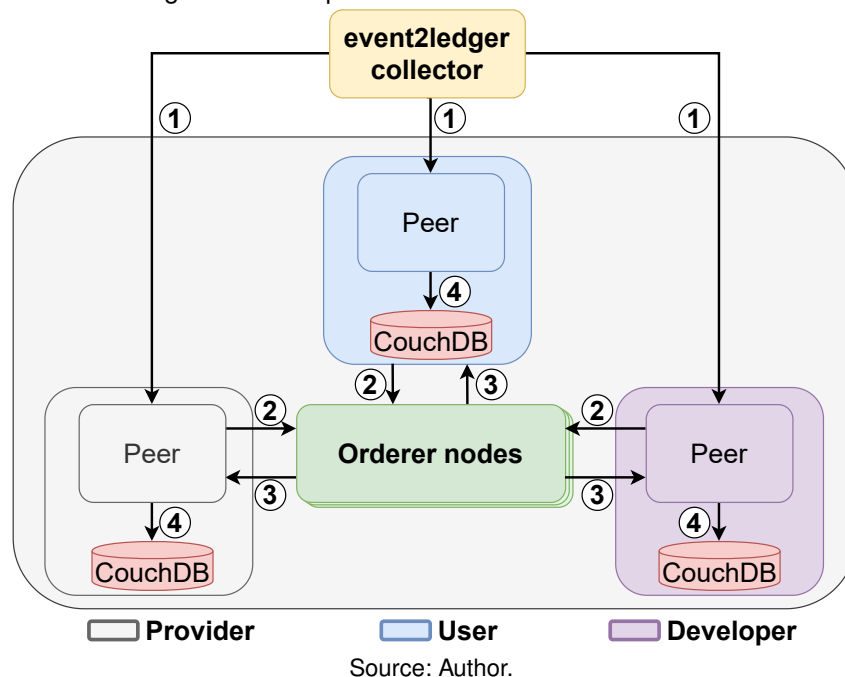 event2ledger
collector
①
①
①
Peer
④
CouchDB
②
③
②
②
Peer
Orderer nodes
Peer
③
③
④
④
CouchDB
CouchDB
Provider
User
Developer
Source: Author.